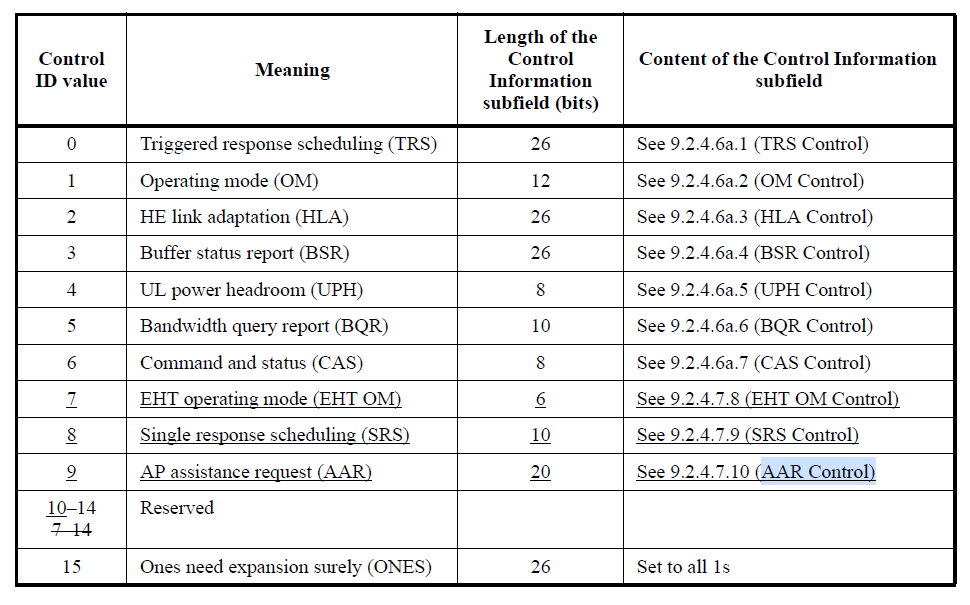 Control ID value Meaning Length of the Control Information subfield (bits) Content of the Control Information subfield
0 Triggered response scheduling (TRS) 26 See 9.2.4.6a.1 (TRS Control)
1 Operating mode (OM) 12 See 9.2.4.6a.2 (OM Control)
2 HE link adaptation (HLA) 26 See 9.2.4.6a.3 (HLA Control)
3 Buffer status report (BSR) 26 See 9.2.4.6a.4 (BSR Control)
4 UL power headroom (UPH) 8 See 9.2.4.6a.5 (UPH Control)
5 Bandwidth query report (BQR) 10 See 9.2.4.6a.6 (BQR Control)
6 Command and status (CAS) 8 See 9.2.4.6a.7 (CAS Control)
7 EHT operating mode (EHT OM) 6 See 9.2.4.7.8 (EHT OM Control)
8 Single response scheduling (SRS) 10 See 9.2.4.7.9 (SRS Control)
9 AP assistance request (AAR) 20 See 9.2.4.7.10 (AAR Control)
10–14 Reserved
7–14
15 Ones need expansion surely (ONES) 26 Set to all 1s